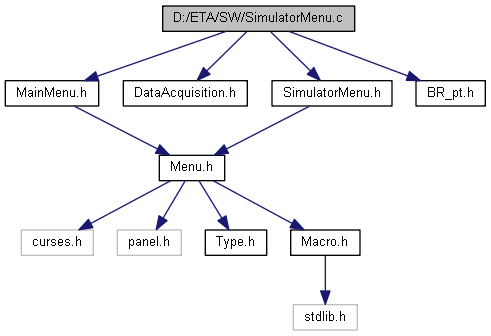 D:/ETA/SW/SimulatorMenu.c
MainMenu.h
DataAcquisition.h
SimulatorMenu.h
BR_pt.h
Menu.h
curses.h
panel.h
Type.h
Macro.h
stdlib.h